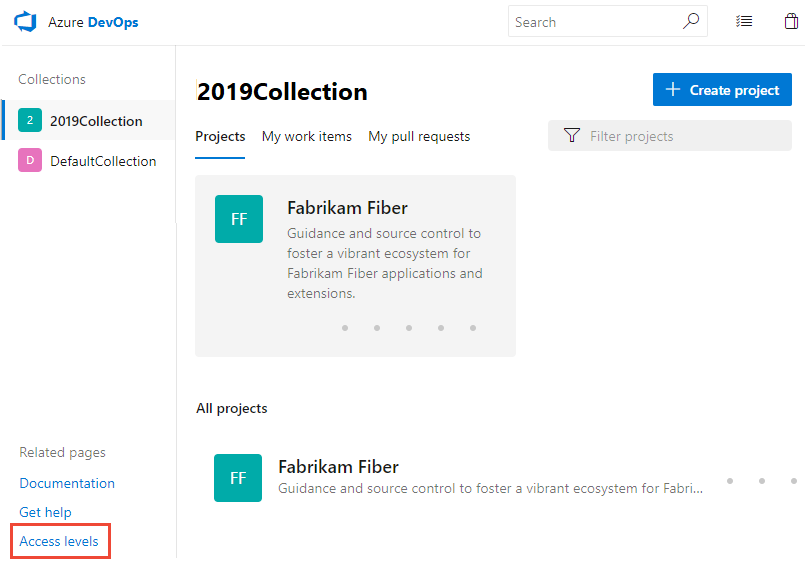 Azure DevOps
Search
Collections
2 2019Collection
D DefaultCollection
2019Collection
Create project
Projects My work items My pull requests
Filter projects
FF
Fabrikam Fiber
Guidance and source control to
foster a vibrant ecosystem for
Fabrikam Fiber applications and
extensions.
All projects
FF
Fabrikam Fiber
Guidance and source control to foster a vibrant ecosystem for Fabri...
Related pages
Documentation
Get help
Access levels